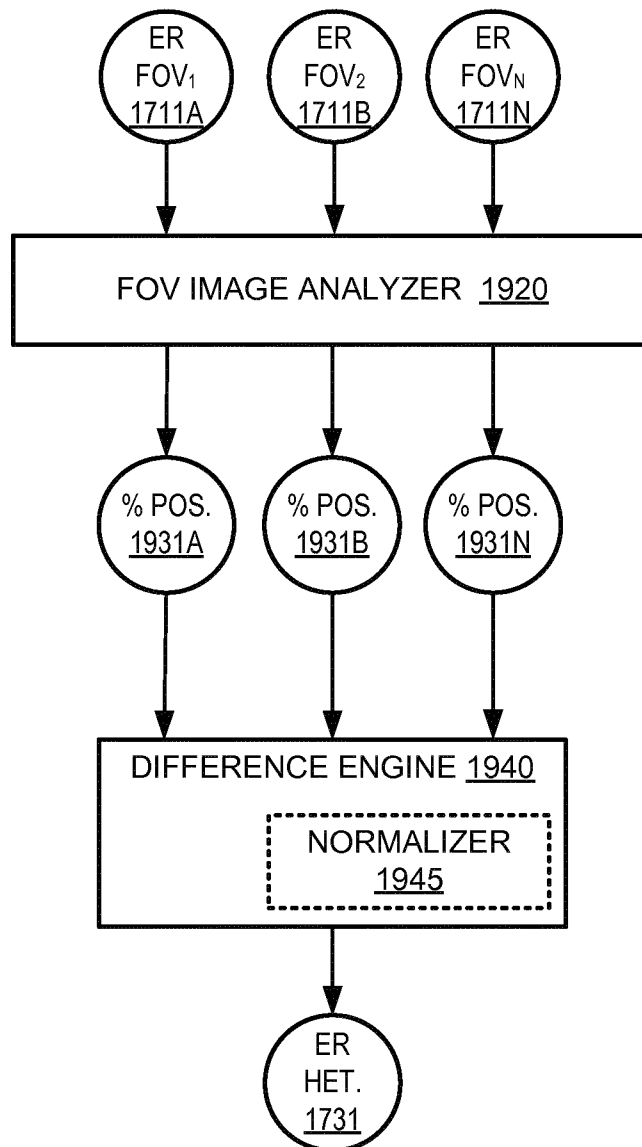 ER
FOV₁
1711A
ER
FOV₂
1711B
ER
FOVN
1711N
FOV IMAGE ANALYZER 1920
% POS.
1931A
% POS.
1931B
% POS.
1931N
DIFFERENCE ENGINE 1940
NORMALIZER
1945
ER
HET.
1731